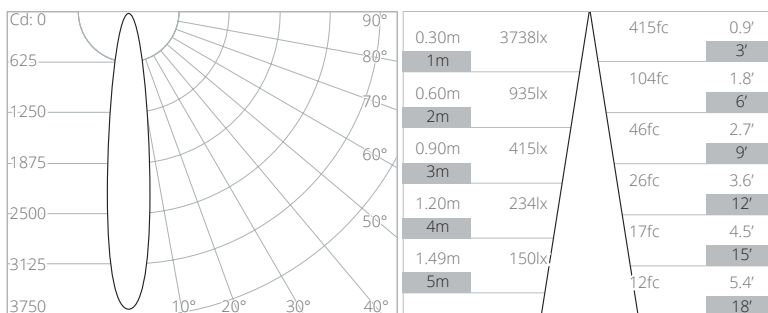 Cd: 0
625
1250
1875
2500
3125
3750
90°
80°
70°
60°
50°
10° 20° 30° 40°
0.30m 3738lx
1m
0.60m 935lx
2m
0.90m 415lx
3m
1.20m 234lx
4m
1.49m 150lx
5m
415fc 0.9’
3’
104fc 1.8’
6’
46fc 2.7’
9’
26fc 3.6’
12’
17fc 4.5’
15’
12fc 5.4’
18’